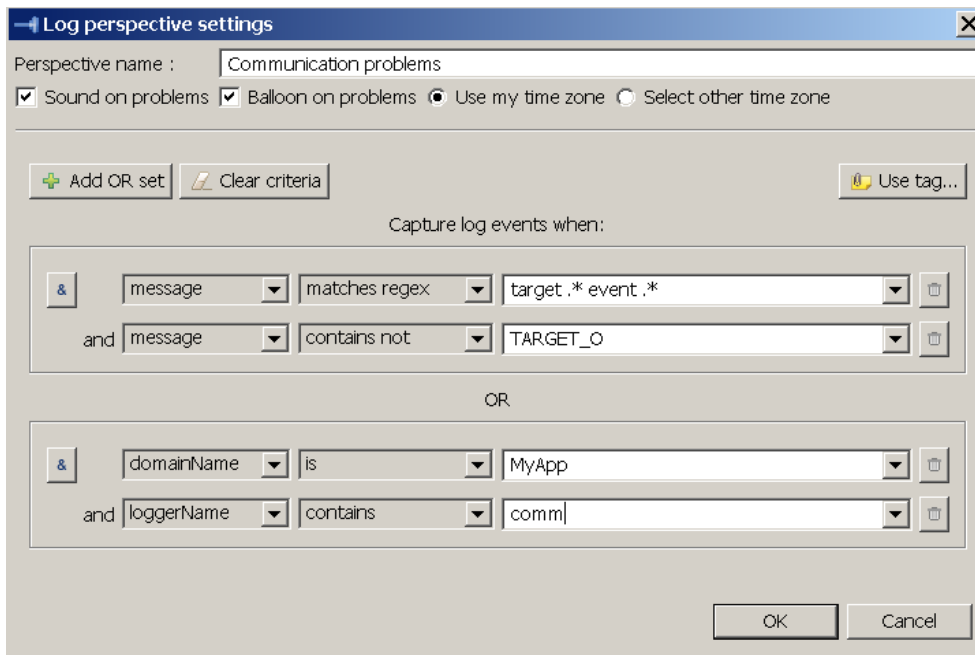 Log perspective settings
Perspective name : Communication problems
Sound on problems Balloon on problems Use my time zone Select other time zone
Add OR set Clear criteria Use tag...
Capture log events when:
& message matches regex target .* event .*
and message contains not TARGET_O
OR
& domainName is MyApp
and loggerName contains comm
OK Cancel